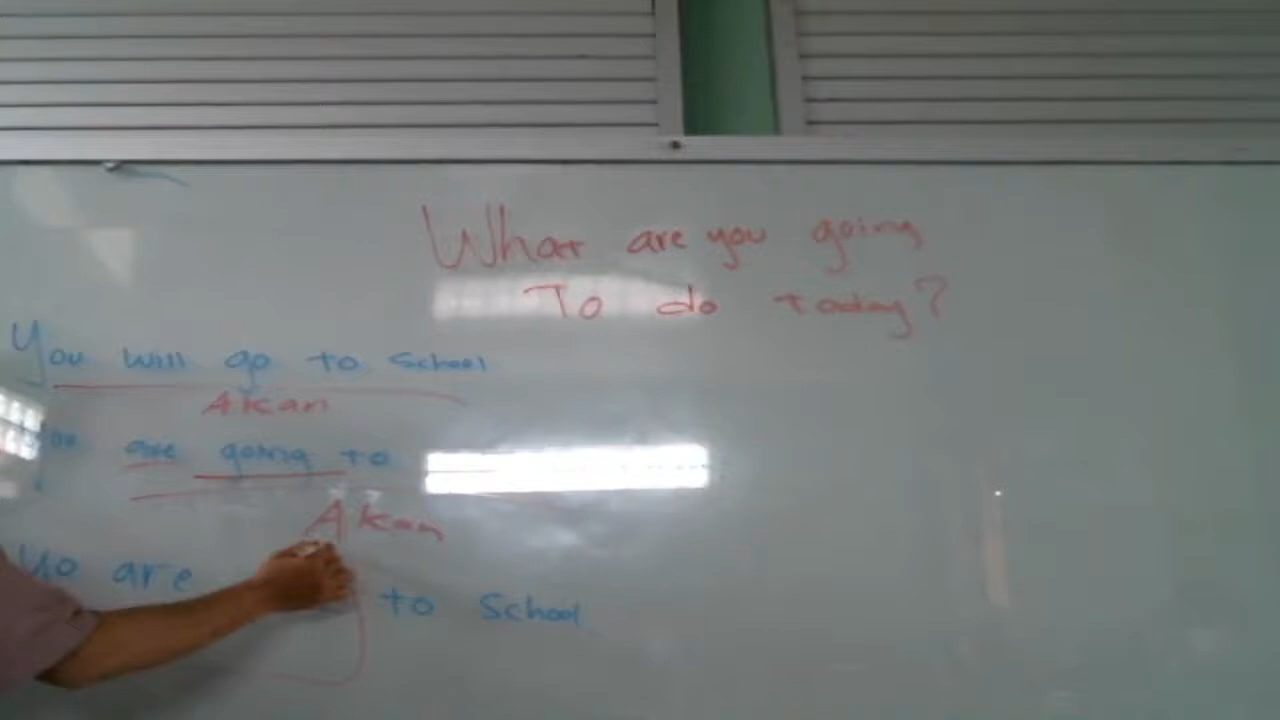 What are you going
To do today?
You will go to School
Akan
are going to
Akan
Yo are to School